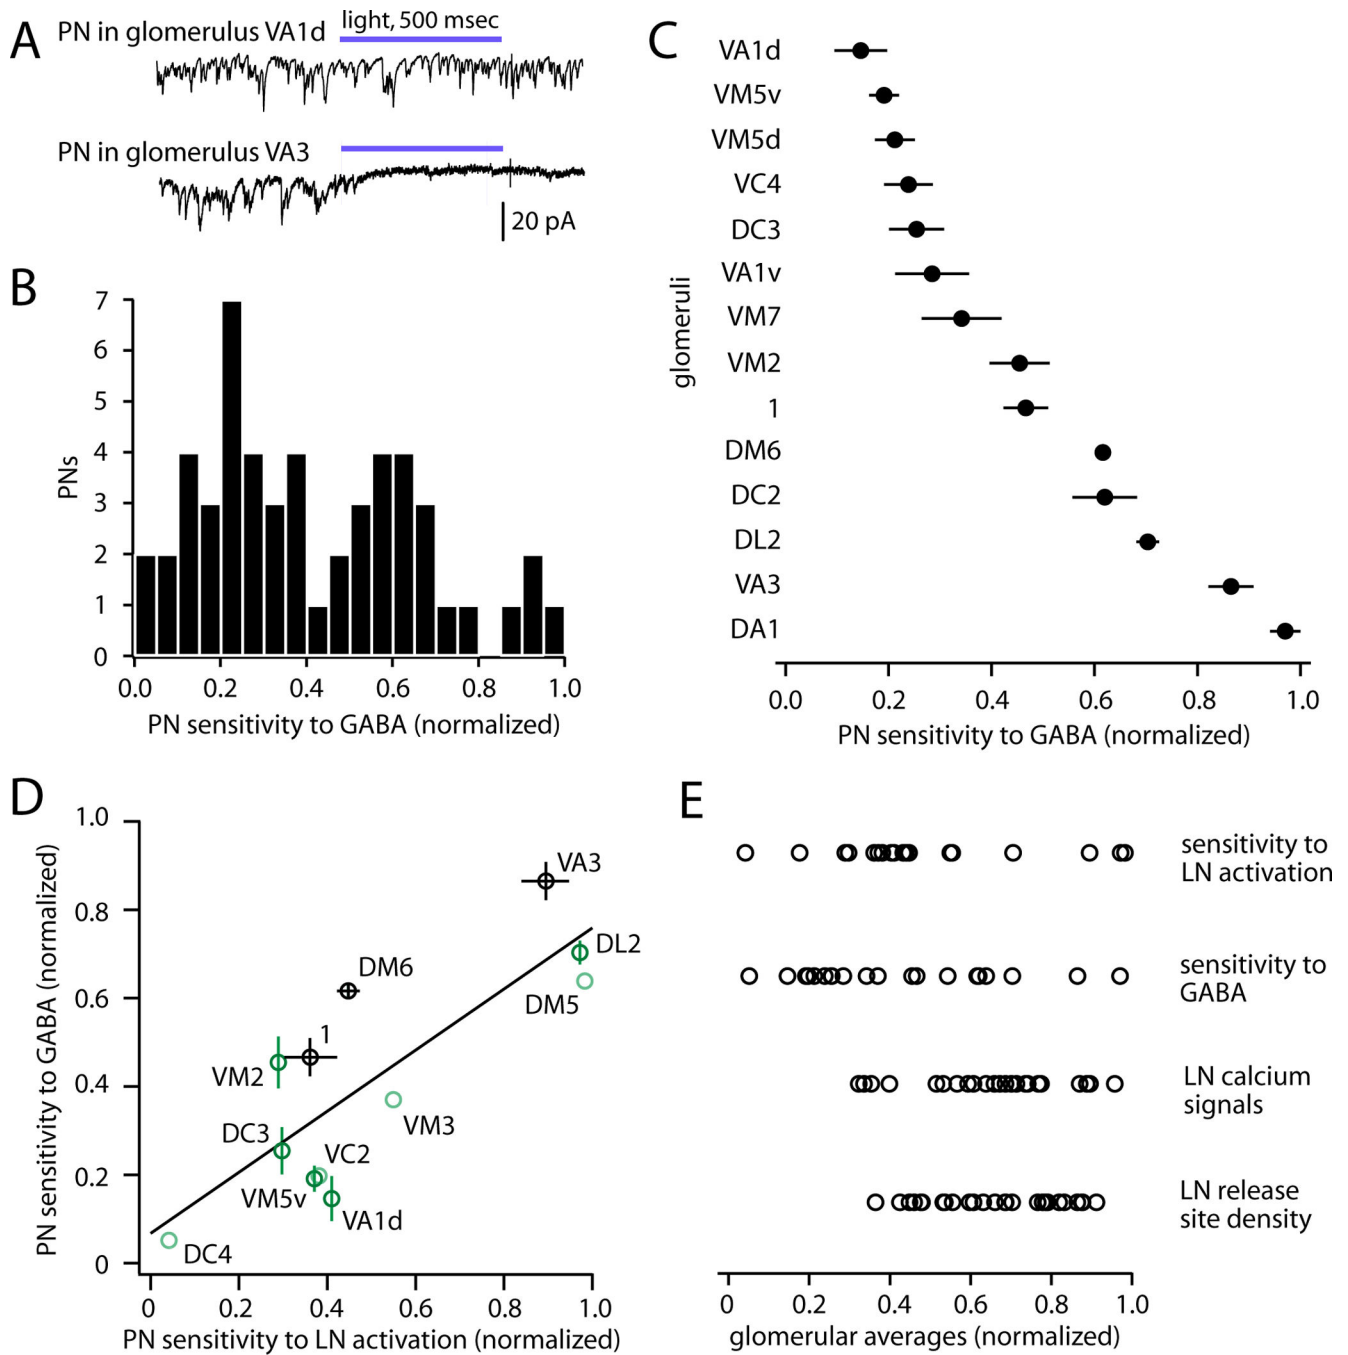 A
PN in glomerulus VA1d
light, 500 msec
PN in glomerulus VA3
20 pA
B
7
6
5
4
3
2
1
0
PNs
0.0 0.2 0.4 0.6 0.8 1.0
PN sensitivity to GABA (normalized)
C
VA1d
VM5v
VM5d
VC4
DC3
VA1v
VM7
VM2
1
DM6
DC2
DL2
VA3
DA1
glomeruli
0.0 0.2 0.4 0.6 0.8 1.0
PN sensitivity to GABA (normalized)
D
1.0
0.8
0.6
0.4
0.2
0
PN sensitivity to GABA (normalized)
VA3
DL2
DM6
DM5
1
VM2
VM3
DC3
VC2
VM5v
VA1d
DC4
0 0.2 0.4 0.6 0.8 1.0
PN sensitivity to LN activation (normalized)
E
sensitivity to
LN activation
sensitivity to
GABA
LN calcium
signals
LN release
site density
0 0.2 0.4 0.6 0.8 1.0
glomerular averages (normalized)